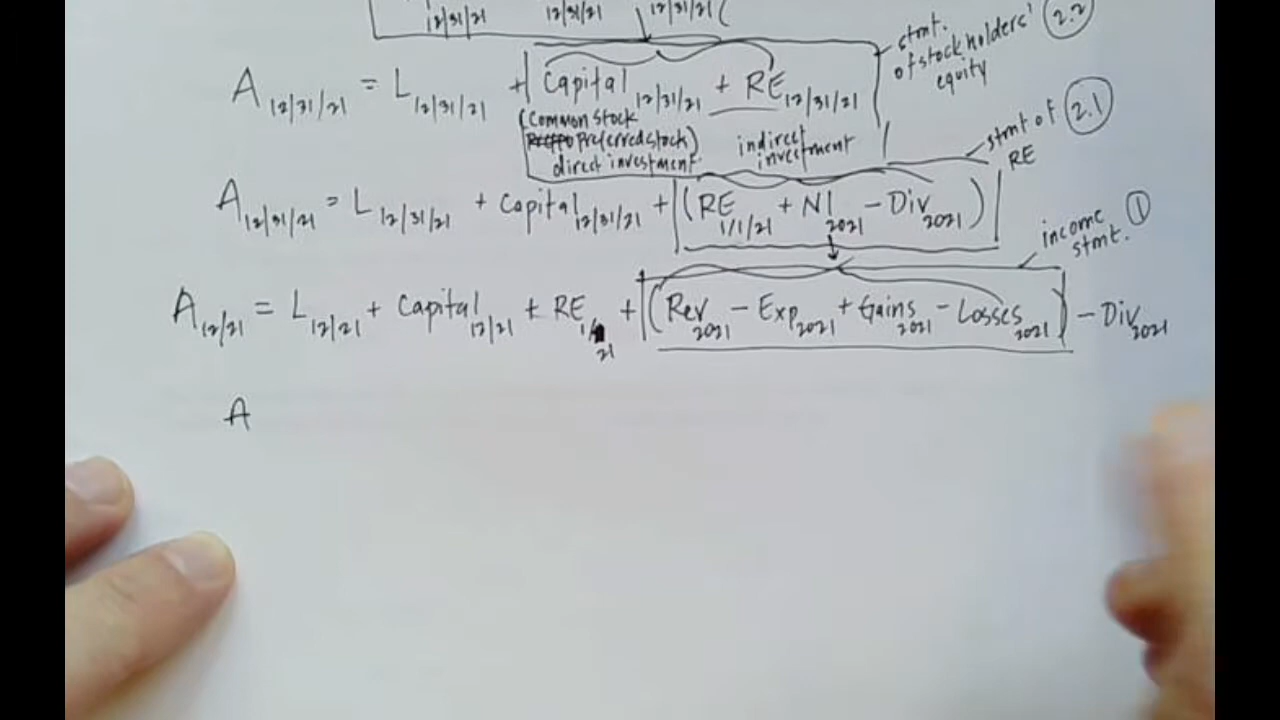 12/31/21 12/31/21 12/31/21
A 12/31/21 = L 12/31/21 + Capital 12/31/21 + RE 12/31/21
stmt. of stockholders' equity 2.2
(Common stock
Preferred stock)
direct investment
indirect investment
stmt of RE 2.1
A 12/31/21 = L 12/31/21 + Capital 12/31/21 + (RE 1/1/21 + NI 2021 - Div 2021)
income stmt. 1
A 12/21 = L 12/21 + Capital 12/21 + RE 1/ 21 + (Rev 2021 - Exp 2021 + Gains 2021 - Losses 2021) - Div 2021
A